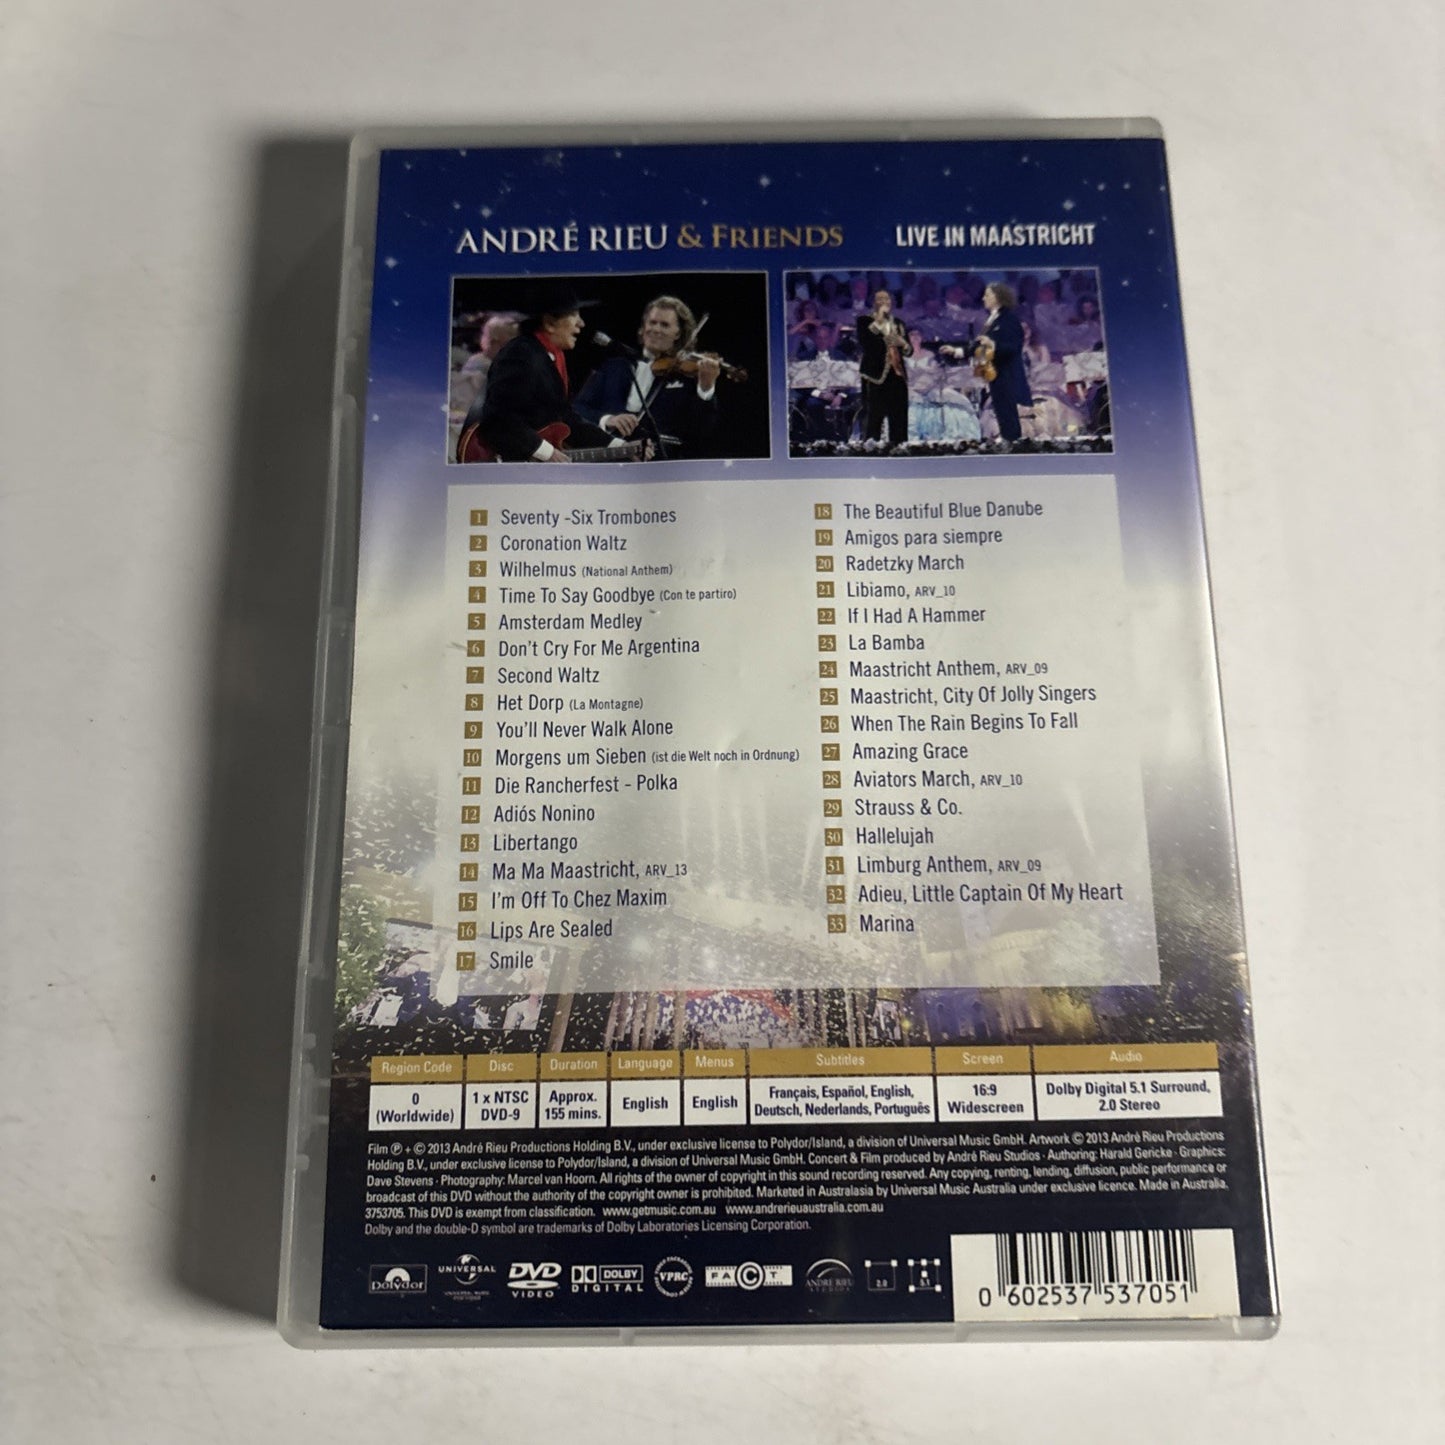 ANDRÉ RIEU & FRIENDS LIVE IN MAASTRICHT
1 Seventy -Six Trombones
2 Coronation Waltz
3 Wilhelmus (National Anthem)
4 Time To Say Goodbye (Con te partiro)
5 Amsterdam Medley
6 Don't Cry For Me Argentina
7 Second Waltz
8 Het Dorp (La Montagne)
9 You'll Never Walk Alone
10 Morgens um Sieben (ist die Welt noch in Ordnung)
11 Die Rancherfest - Polka
12 Adiós Nonino
13 Libertango
14 Ma Ma Maastricht, ARV_13
15 I'm Off To Chez Maxim
16 Lips Are Sealed
17 Smile
18 The Beautiful Blue Danube
19 Amigos para siempre
20 Radetzky March
21 Libiamo, ARV_10
22 If I Had A Hammer
23 La Bamba
24 Maastricht Anthem, ARV_09
25 Maastricht, City Of Jolly Singers
26 When The Rain Begins To Fall
27 Amazing Grace
28 Aviators March, ARV_10
29 Strauss & Co.
30 Hallelujah
31 Limburg Anthem, ARV_09
32 Adieu, Little Captain Of My Heart
33 Marina
Region Code Disc Duration Language Menus Subtitles Screen Audio
0 1 x NTSC Approx. English English Français, Español, English, 16:9 Dolby Digital 5.1 Surround,
(Worldwide) DVD-9 155 mins. Deutsch, Nederlands, Português Widescreen 2.0 Stereo
Film ℗ + © 2013 André Rieu Productions Holding B.V., under exclusive license to Polydor/Island, a division of Universal Music GmbH. Artwork © 2013 André Rieu Productions
Holding B.V., under exclusive license to Polydor/Island, a division of Universal Music GmbH. Concert & Film produced by André Rieu Studios · Authoring: Harald Gericke · Graphics:
Dave Stevens · Photography: Marcel van Hoorn. All rights of the owner of copyright in this sound recording reserved. Any copying, renting, lending, diffusion, public performance or
broadcast of this DVD without the authority of the copyright owner is prohibited. Marketed in Australasia by Universal Music Australia under exclusive licence. Made in Australia.
3753705. This DVD is exempt from classification. www.getmusic.com.au www.andrerieuaustralia.com.au
Dolby and the double-D symbol are trademarks of Dolby Laboratories Licensing Corporation.
Polydor UNIVERSAL DVD VIDEO DOLBY DIGITAL VPRC FACT ANDRÉ RIEU STUDIOS 2.0 5.1
0 602537 537051